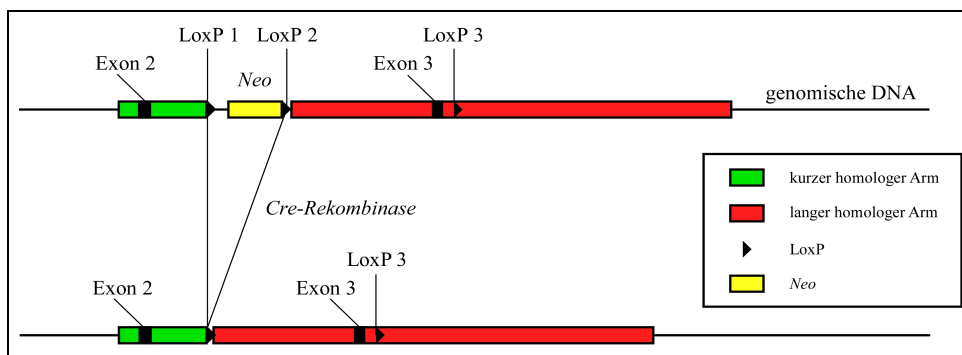 LoxP 1 LoxP 2 LoxP 3
Exon 2 Neo Exon 3
genomische DNA
Cre-Rekombinase
kurzer homologer Arm
langer homologer Arm
LoxP
Neo
LoxP 3
Exon 2 Exon 3